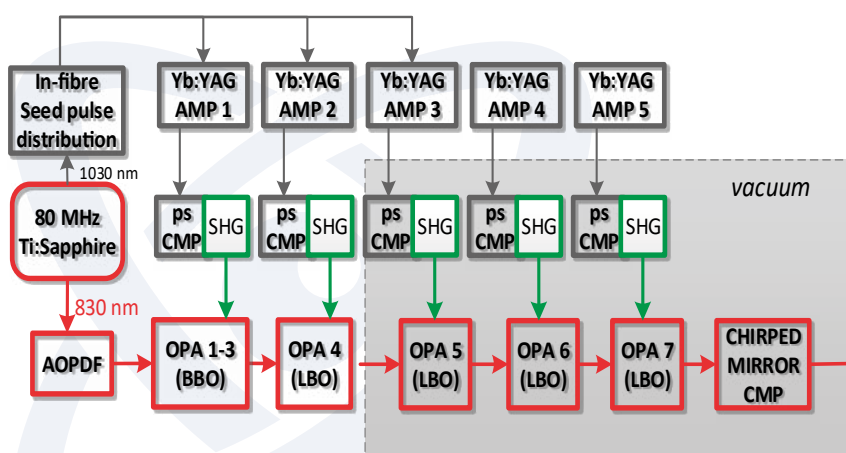 In-fibre
Seed pulse
distribution
Yb:YAG
AMP 1
Yb:YAG
AMP 2
Yb:YAG
AMP 3
Yb:YAG
AMP 4
Yb:YAG
AMP 5
1030 nm
vacuum
80 MHz
Ti:Sapphire
ps
CMP
SHG
ps
CMP
SHG
ps
CMP
SHG
ps
CMP
SHG
ps
CMP
SHG
830 nm
AOPDF
OPA 1-3
(BBO)
OPA 4
(LBO)
OPA 5
(LBO)
OPA 6
(LBO)
OPA 7
(LBO)
CHIRPED
MIRROR
CMP